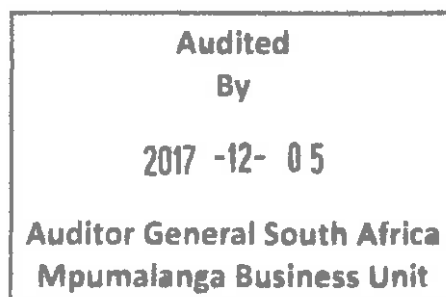 Audited
By
2017 -12- 05
Auditor General South Africa
Mpumalanga Business Unit